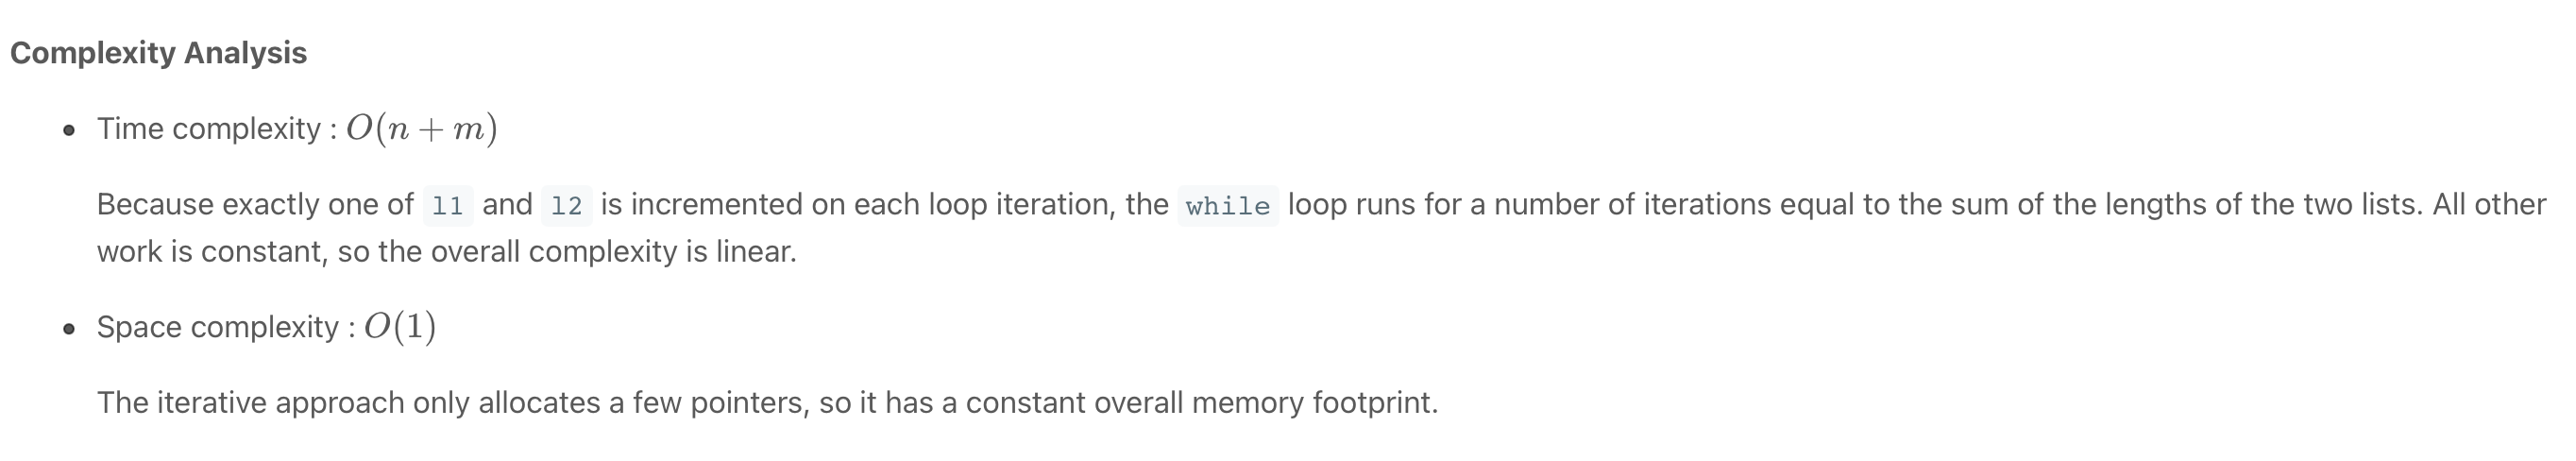 Complexity Analysis
• Time complexity : O(n + m)
Because exactly one of l1 and l2 is incremented on each loop iteration, the while loop runs for a number of iterations equal to the sum of the lengths of the two lists. All other
work is constant, so the overall complexity is linear.
• Space complexity : O(1)
The iterative approach only allocates a few pointers, so it has a constant overall memory footprint.